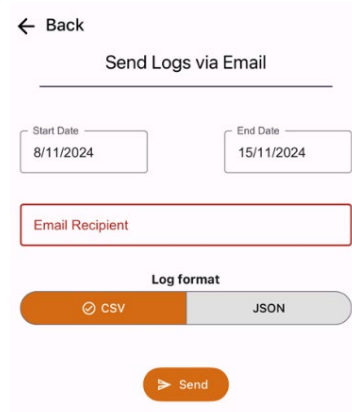 Back
Send Logs via Email
Start Date
End Date
8/11/2024
15/11/2024
Email Recipient
Log format
CSV
JSON
Send